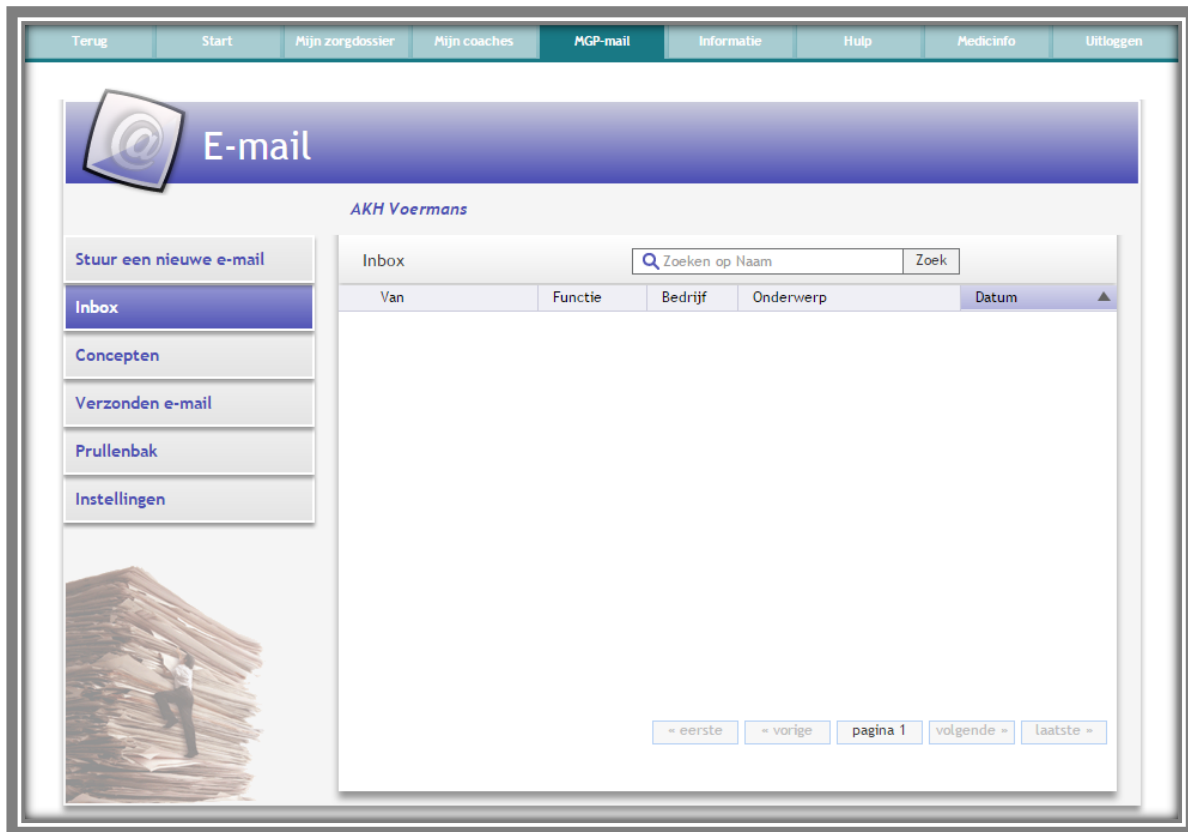 Terug Start Mijn zorgdossier Mijn coaches MGP-mail Informatie Hulp Medicinfo Uitloggen
@ E-mail
AKH Voermans
Stuur een nieuwe e-mail
Inbox
Concepten
Verzonden e-mail
Prullenbak
Instellingen
Inbox Zoeken op Naam Zoek
Van Functie Bedrijf Onderwerp Datum
« eerste « vorige pagina 1 volgende » laatste »